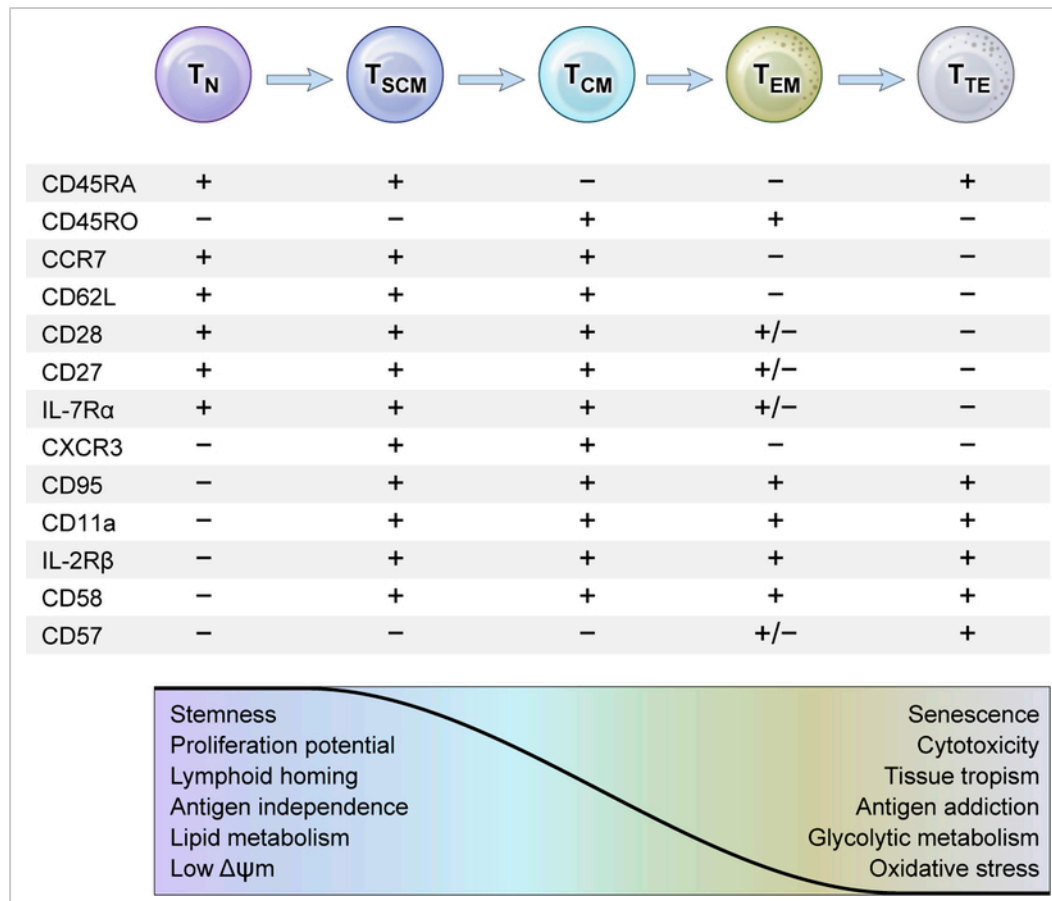 TN TSCM TCM TEM TTE
CD45RA + + − − +
CD45RO − − + + −
CCR7 + + + − −
CD62L + + + − −
CD28 + + + +/− −
CD27 + + + +/− −
IL-7Rα + + + +/− −
CXCR3 − + + − −
CD95 − + + + +
CD11a − + + + +
IL-2Rβ − + + + +
CD58 − + + + +
CD57 − − − +/− +
Stemness Senescence
Proliferation potential Cytotoxicity
Lymphoid homing Tissue tropism
Antigen independence Antigen addiction
Lipid metabolism Glycolytic metabolism
Low ΔΨm Oxidative stress